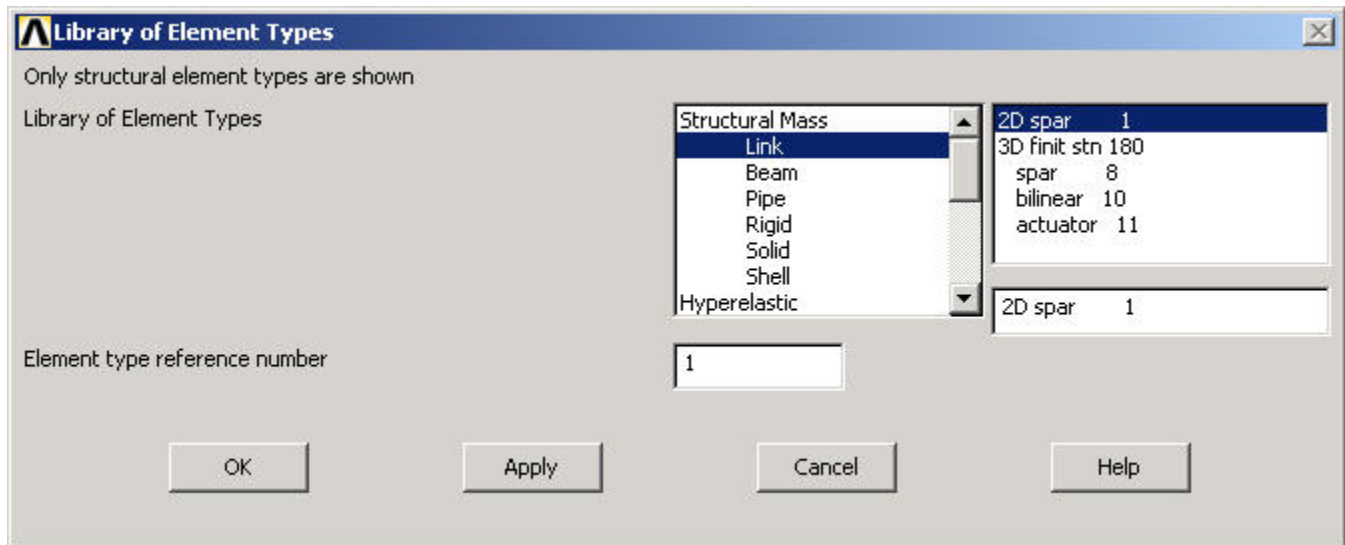 Library of Element Types
Only structural element types are shown
Library of Element Types
Structural Mass
Link
Beam
Pipe
Rigid
Solid
Shell
Hyperelastic
2D spar 1
3D finit stn 180
spar 8
bilinear 10
actuator 11
2D spar 1
Element type reference number
1
OK
Apply
Cancel
Help